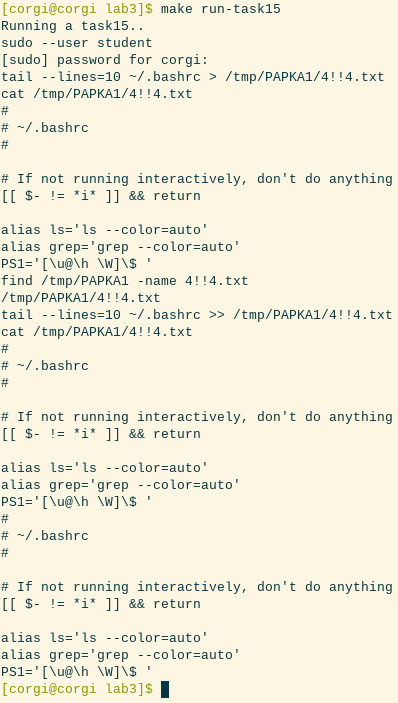 [corgi@corgi lab3]$ make run-task15
Running a task15..
sudo --user student
[sudo] password for corgi:
tail --lines=10 ~/.bashrc > /tmp/PAPKA1/4!!4.txt
cat /tmp/PAPKA1/4!!4.txt
#
# ~/.bashrc
#

# If not running interactively, don't do anything
[[ $- != *i* ]] && return

alias ls='ls --color=auto'
alias grep='grep --color=auto'
PS1='[\u@\h \W]\$ '
find /tmp/PAPKA1 -name 4!!4.txt
/tmp/PAPKA1/4!!4.txt
tail --lines=10 ~/.bashrc >> /tmp/PAPKA1/4!!4.txt
cat /tmp/PAPKA1/4!!4.txt
#
# ~/.bashrc
#

# If not running interactively, don't do anything
[[ $- != *i* ]] && return

alias ls='ls --color=auto'
alias grep='grep --color=auto'
PS1='[\u@\h \W]\$ '
#
# ~/.bashrc
#

# If not running interactively, don't do anything
[[ $- != *i* ]] && return

alias ls='ls --color=auto'
alias grep='grep --color=auto'
PS1='[\u@\h \W]\$ '
[corgi@corgi lab3]$